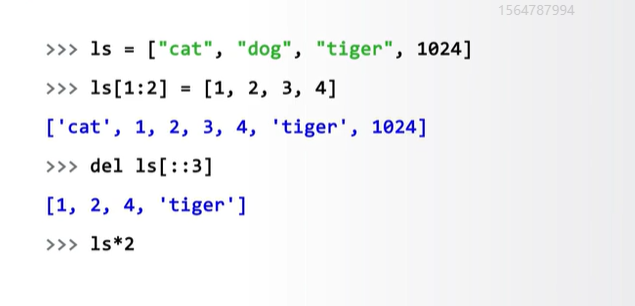 1564787994
>>> ls = ["cat", "dog", "tiger", 1024]
>>> ls[1:2] = [1, 2, 3, 4]
['cat', 1, 2, 3, 4, 'tiger', 1024]
>>> del ls[::3]
[1, 2, 4, 'tiger']
>>> ls*2